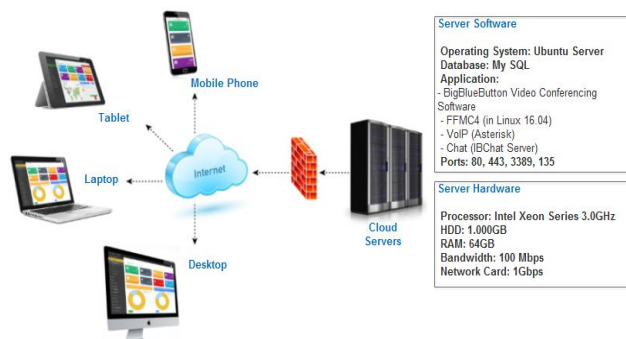 Mobile Phone
Tablet
Laptop
Internet
Desktop
Cloud
Servers
Server Software
Operating System: Ubuntu Server
Database: My SQL
Application:
- BigBlueButton Video Conferencing
Software
- FFMC4 (in Linux 16.04)
- VoIP (Asterisk)
- Chat (IBChat Server)
Ports: 80, 443, 3389, 135
Server Hardware
Processor: Intel Xeon Series 3.0GHz
HDD: 1.000GB
RAM: 64GB
Bandwidth: 100 Mbps
Network Card: 1Gbps